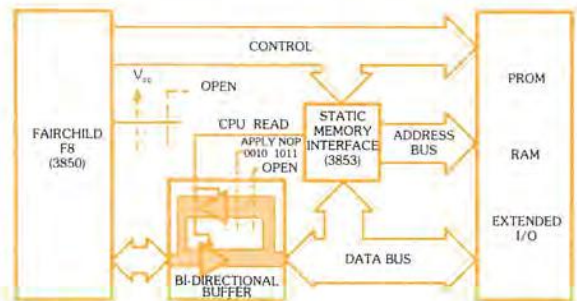 CONTROL
V
OPEN
PROM
FAIRCHILD
F8
(3850)
CPU READ
STATIC
MEMORY
INTERFACE
(3853)
ADDRESS
BUS
APPLY NOP
0010 1011
OPEN
RAM
EXTENDED
I/O
DATA BUS
BI-DIRECTIONAL
BUFFER